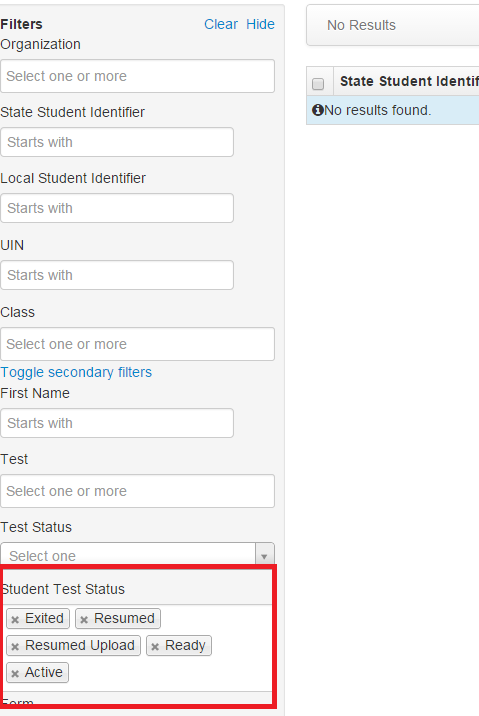 Filters Clear Hide
Organization
Select one or more
State Student Identifier
Starts with
Local Student Identifier
Starts with
UIN
Starts with
Class
Select one or more
Toggle secondary filters
First Name
Starts with
Test
Select one or more
Test Status
Select one
Student Test Status
× Exited × Resumed
× Resumed Upload × Ready
× Active
Form
No Results
State Student Identif
No results found.